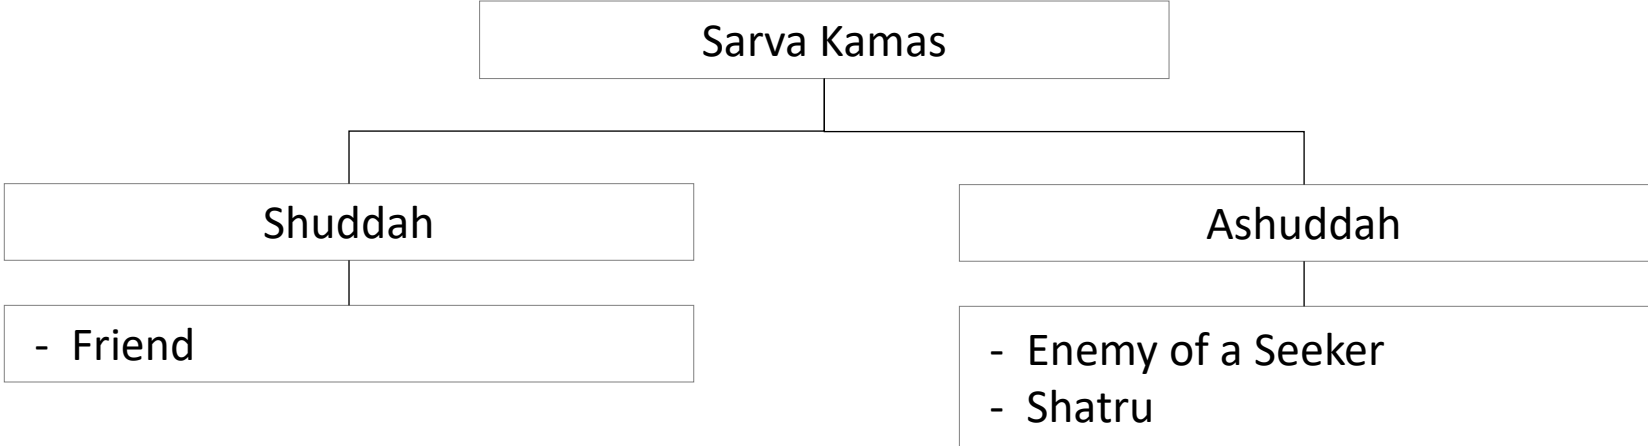 Sarva Kamas
Shuddah
Ashuddah
- Friend
- Enemy of a Seeker
- Shatru